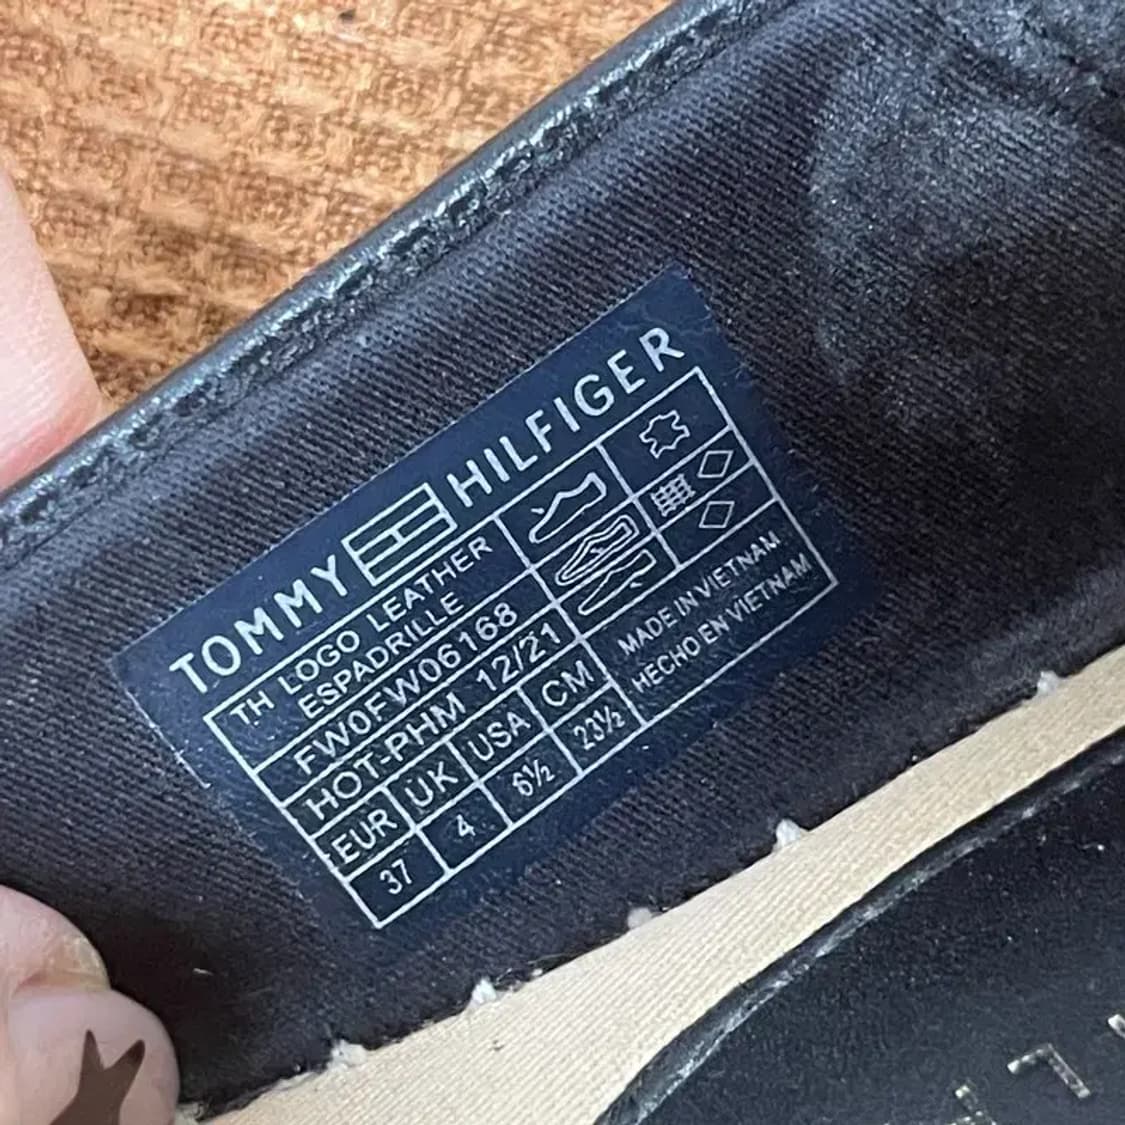 TOMMY HILFIGER
TH LOGO LEATHER
ESPADRILLE
FW0FW06168
HOT-PHM 12/21
EUR UK USA CM
37 4 6½ 23½
MADE IN VIETNAM
HECHO EN VIETNAM